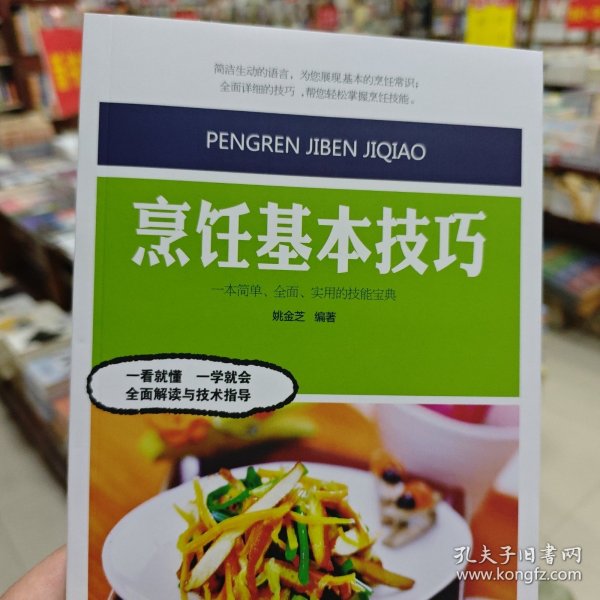 简洁生动的语言，为您展现基本的烹饪常识；
全面详细的技巧，帮您轻松掌握烹饪技能。
PENGREN JIBEN JIQIAO
烹饪基本技巧
一本简单、全面、实用的技能宝典
姚金芝 编著
一看就懂 一学就会
全面解读与技术指导
孔夫子旧书网
www.kongfz.com